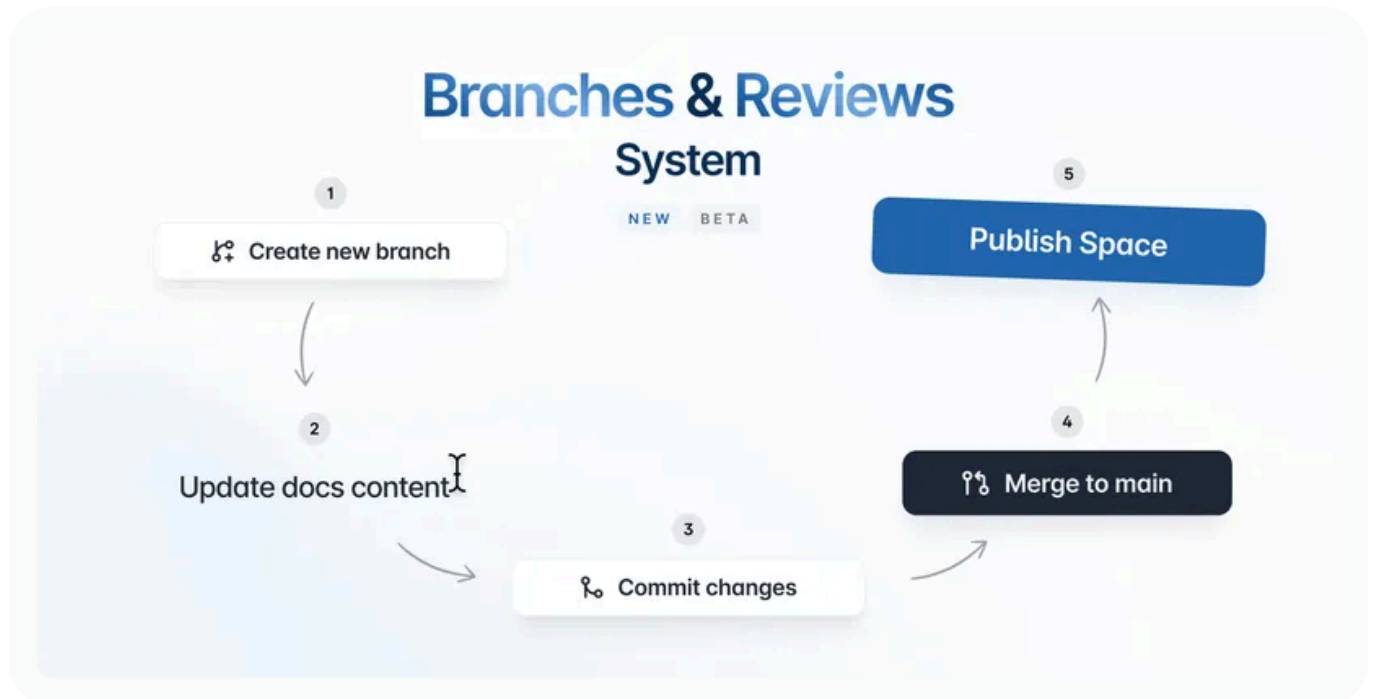 Branches & Reviews
System
NEW BETA
1
Create new branch
2
Update docs content
3
Commit changes
4
Merge to main
5
Publish Space